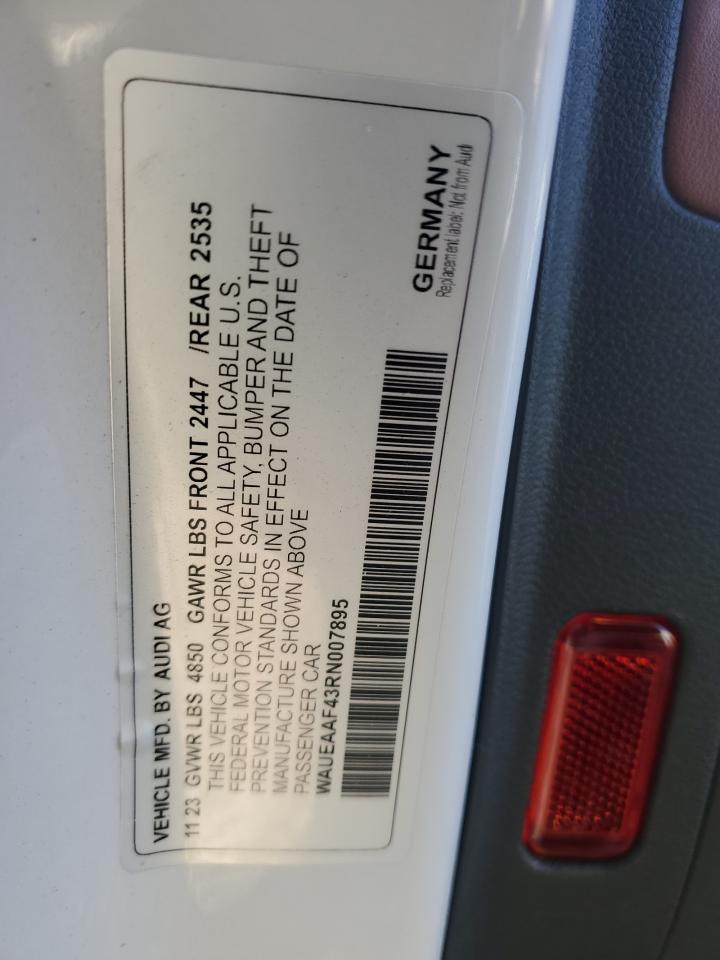 VEHICLE MFD. BY AUDI AG
11 23 GVWR LBS 4850 GAWR LBS FRONT 2447 /REAR 2535
THIS VEHICLE CONFORMS TO ALL APPLICABLE U.S.
FEDERAL MOTOR VEHICLE SAFETY, BUMPER AND THEFT
PREVENTION STANDARDS IN EFFECT ON THE DATE OF
MANUFACTURE SHOWN ABOVE
PASSENGER CAR
WAUEAAF43RN007895
GERMANY
Replacement label: Not from Audi